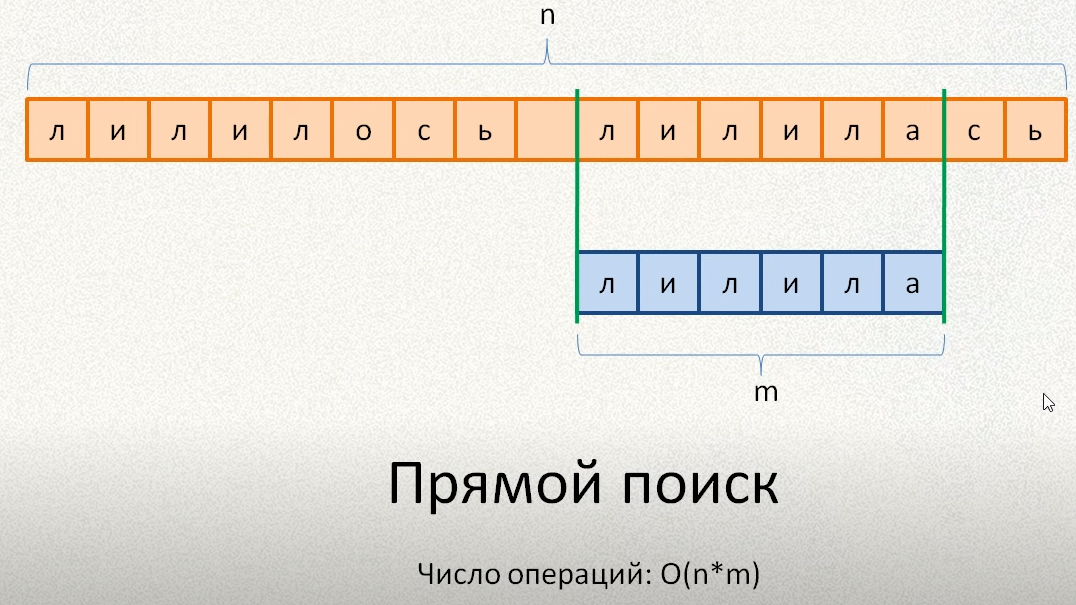 n
л и л и л о с ь л и л и л а с ь
л и л и л а
m
Прямой поиск
Число операций: O(n*m)